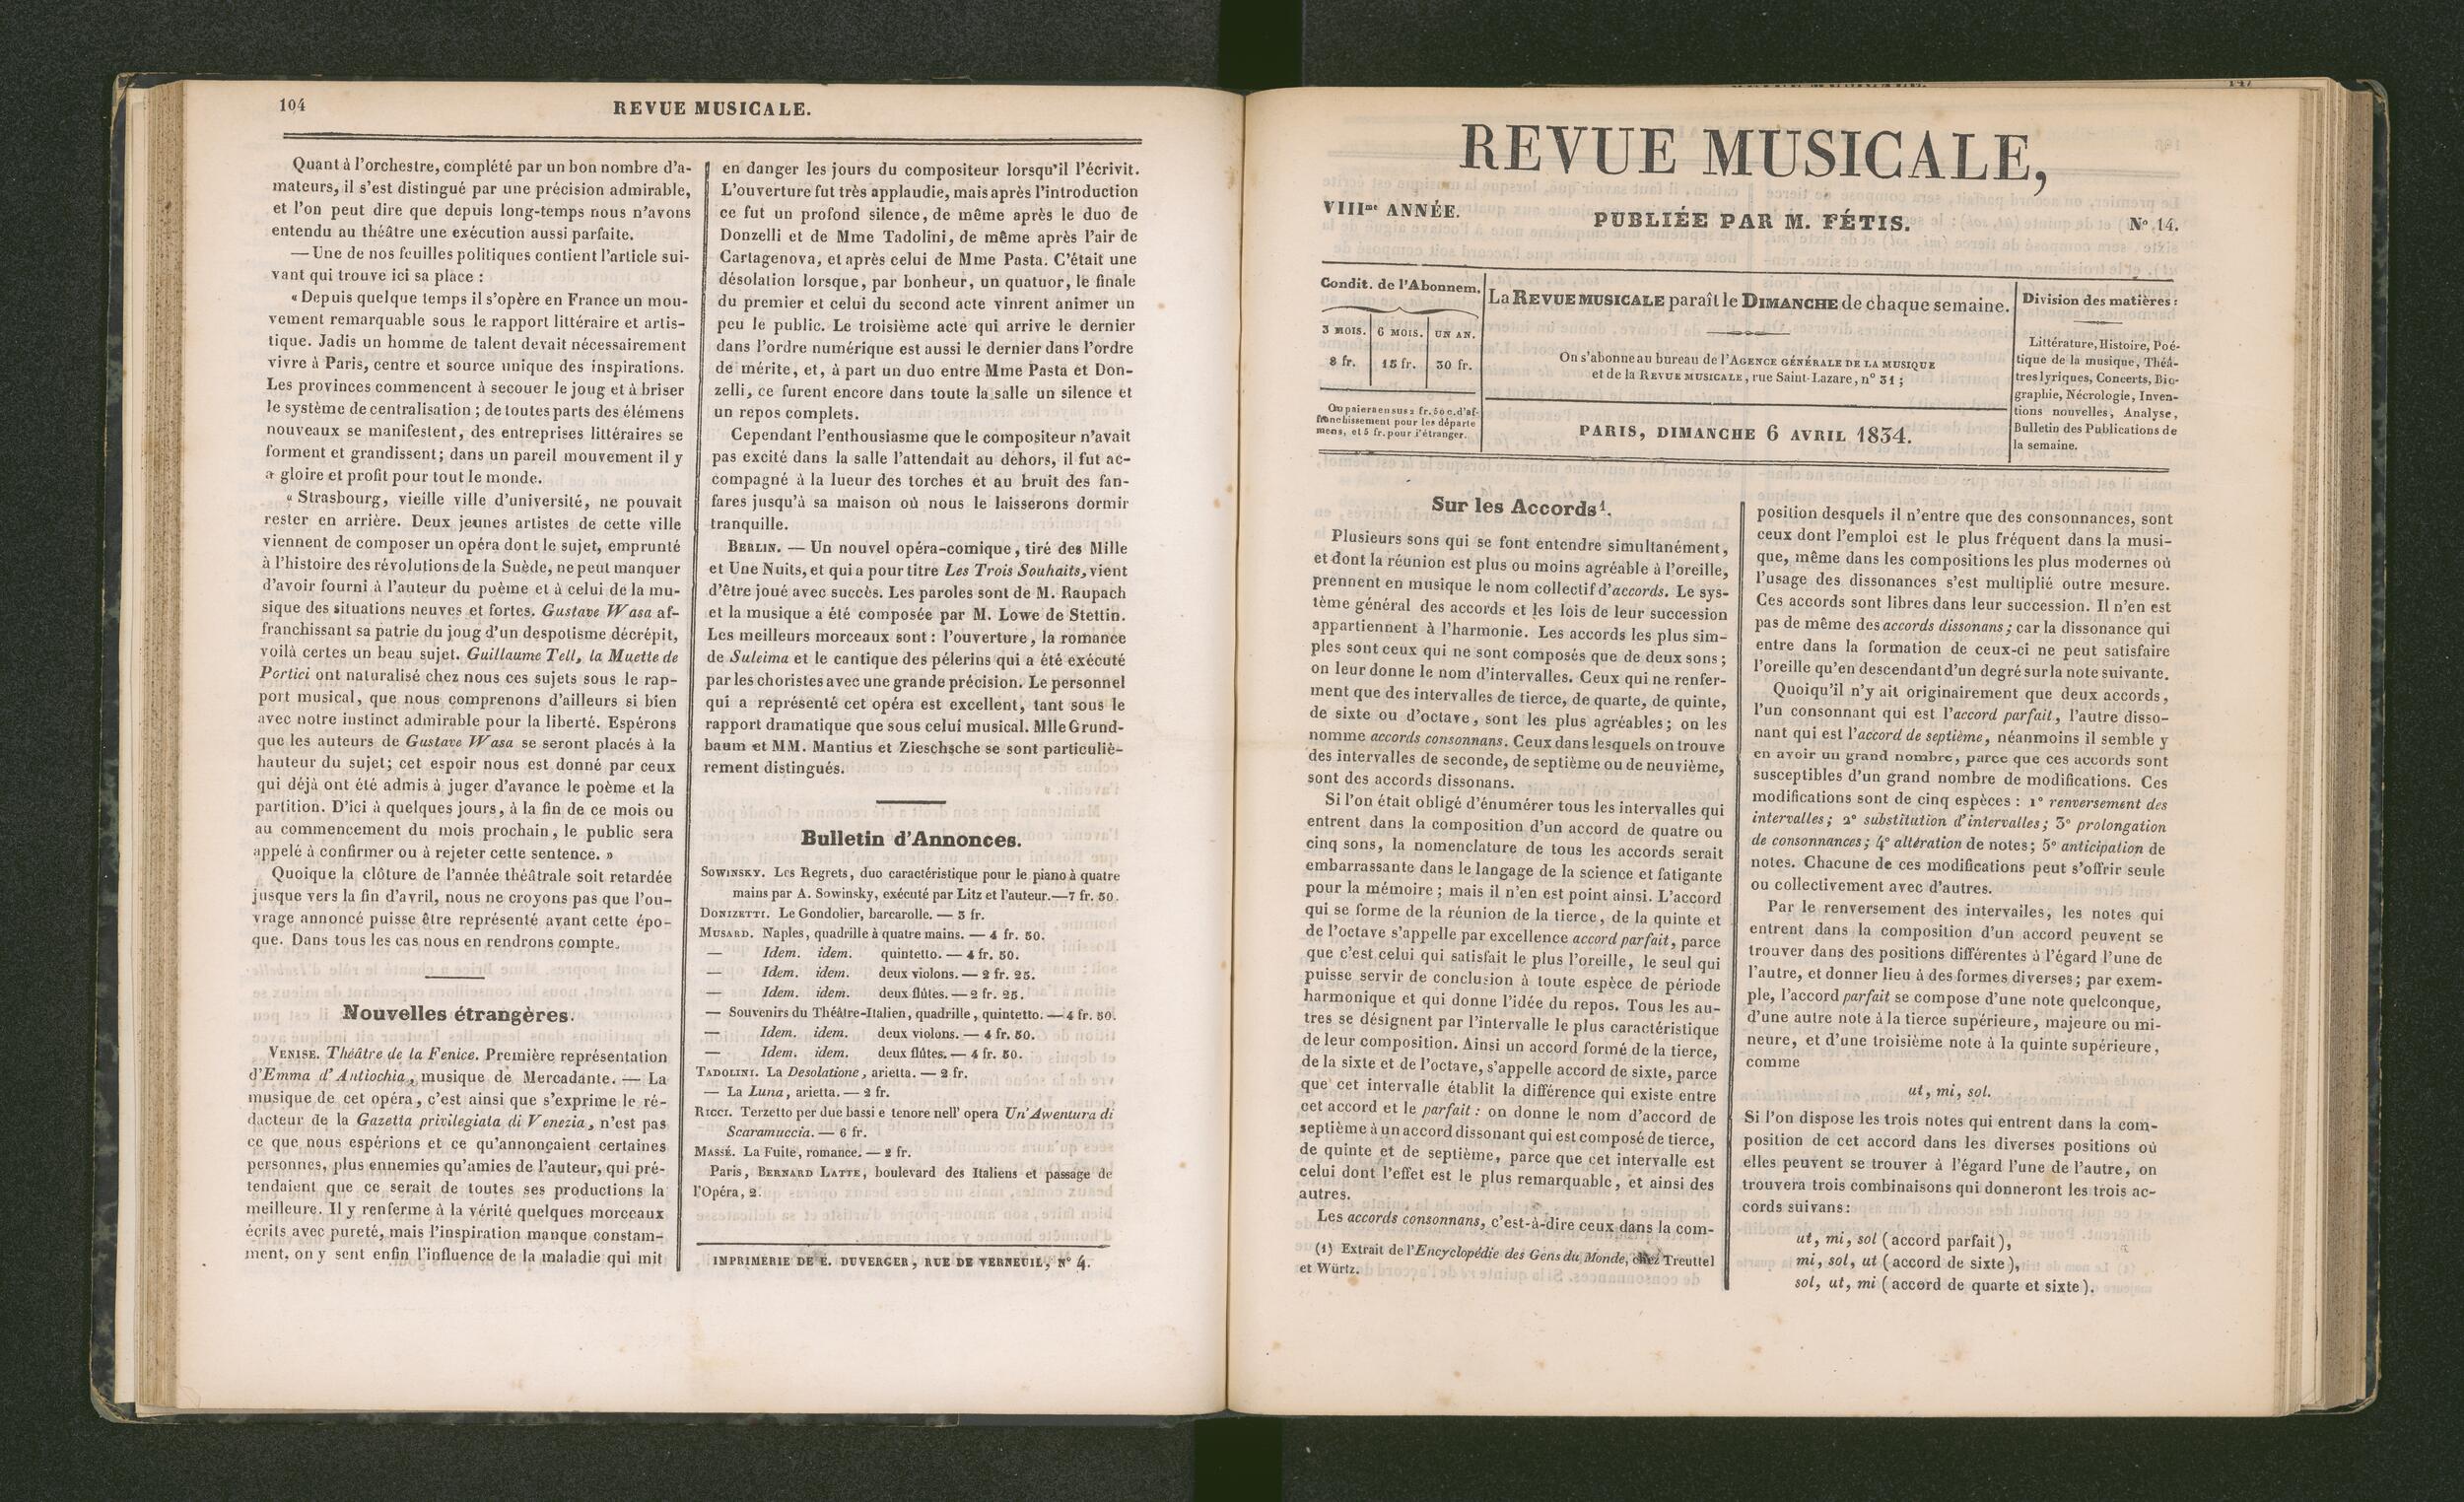 104
REVUE MUSICALE.
Quant à l'orchestre, complété par un bon nombre d'a-
mateurs, il s'est distingué par une précision admirable,
et l'on peut dire que depuis long-temps nous n'avons
entendu au théâtre une exécution aussi parfaite.
— Une de nos feuilles politiques contient l'article sui-
vant qui trouve ici sa place :
« Depuis quelque temps il s'opère en France un mou-
vement remarquable sous le rapport littéraire et artis-
tique. Jadis un homme de talent devait nécessairement
vivre à Paris, centre et source unique des inspirations.
Les provinces commencent à secouer le joug et à briser
le système de centralisation ; de toutes parts des élémens
nouveaux se manifestent, des entreprises littéraires se
forment et grandissent ; dans un pareil mouvement il y
a gloire et profit pour tout le monde.
« Strasbourg, vieille ville d'université, ne pouvait
rester en arrière. Deux jeunes artistes de cette ville
viennent de composer un opéra dont le sujet, emprunté
à l'histoire des révolutions de la Suède, ne peut manquer
d'avoir fourni à l'auteur du poème et à celui de la mu-
sique des situations neuves et fortes. Gustave Wasa af-
franchissant sa patrie du joug d'un despotisme décrépit,
voilà certes un beau sujet. Guillaume Tell, la Muette de
Portici ont naturalisé chez nous ces sujets sous le rap-
port musical, que nous comprenons d'ailleurs si bien
avec notre instinct admirable pour la liberté. Espérons
que les auteurs de Gustave Wasa se seront placés à la
hauteur du sujet; cet espoir nous est donné par ceux
qui déjà ont été admis à juger d'avance le poème et la
partition. D'ici à quelques jours, à la fin de ce mois ou
au commencement du mois prochain, le public sera
appelé à confirmer ou à rejeter cette sentence. »
Quoique la clôture de l'année théâtrale soit retardée
jusque vers la fin d'avril, nous ne croyons pas que l'ou-
vrage annoncé puisse être représenté avant cette épo-
que. Dans tous les cas nous en rendrons compte.
Nouvelles étrangères.
VENISE. Théâtre de la Fenice. Première représentation
d'Emma d'Antiochia, musique de Mercadante. — La
musique de cet opéra, c'est ainsi que s'exprime le ré-
dacteur de la Gazetta privilegiata di Venezia, n'est pas
ce que nous espérions et ce qu'annonçaient certaines
personnes, plus ennemies qu'amies de l'auteur, qui pré-
tendaient que ce serait de toutes ses productions la
meilleure. Il y renferme à la vérité quelques morceaux
écrits avec pureté, mais l'inspiration manque constam-
ment, on y sent enfin l'influence de la maladie qui mit
en danger les jours du compositeur lorsqu'il l'écrivit.
L'ouverture fut très applaudie, mais après l'introduction
ce fut un profond silence, de même après le duo de
Donzelli et de Mme Tadolini, de même après l'air de
Cartagenova, et après celui de Mme Pasta. C'était une
désolation lorsque, par bonheur, un quatuor, le finale
du premier et celui du second acte vinrent animer un
peu le public. Le troisième acte qui arrive le dernier
dans l'ordre numérique est aussi le dernier dans l'ordre
de mérite, et, à part un duo entre Mme Pasta et Don-
zelli, ce furent encore dans toute la salle un silence et
un repos complets.
Cependant l'enthousiasme que le compositeur n'avait
pas excité dans la salle l'attendait au dehors, il fut ac-
compagné à la lueur des torches et au bruit des fan-
fares jusqu'à sa maison où nous le laisserons dormir
tranquille.
BERLIN. — Un nouvel opéra-comique, tiré des Mille
et Une Nuits, et qui a pour titre Les Trois Souhaits, vient
d'être joué avec succès. Les paroles sont de M. Raupach
et la musique a été composée par M. Lowe de Stettin.
Les meilleurs morceaux sont : l'ouverture, la romance
de Suleima et le cantique des pélerins qui a été exécuté
par les choristes avec une grande précision. Le personnel
qui a représenté cet opéra est excellent, tant sous le
rapport dramatique que sous celui musical. Mlle Grund-
baum et MM. Mantius et Zieschsche se sont particuliè-
rement distingués.
Bulletin d'Annonces.
SOWINSKY. Les Regrets, duo caractéristique pour le piano à quatre
mains par A. Sowinsky, exécuté par Litz et l'auteur.—7 fr. 50.
DONIZETTI. Le Gondolier, barcarolle. — 3 fr.
MUSARD. Naples, quadrille à quatre mains. — 4 fr. 50.
— Idem. idem. quintetto. — 4 fr. 50.
— Idem. idem. deux violons. — 2 fr. 25.
— Idem. idem. deux flûtes. — 2 fr. 25.
— Souvenirs du Théâtre-Italien, quadrille, quintetto. — 4 fr. 50.
— Idem. idem. deux violons. — 4 fr. 50.
— Idem. idem. deux flûtes. — 4 fr. 50.
TADOLINI. La Desolatione, arietta. — 2 fr.
— La Luna, arietta. — 2 fr.
RICCI. Terzetto per due bassi e tenore nell' opera Un' Awentura di
Scaramuccia. — 6 fr.
MASSÉ. La Fuite, romance. — 2 fr.
Paris, BERNARD LATTE, boulevard des Italiens et passage de
l'Opéra, 2.
IMPRIMERIE DE E. DUVERGER, RUE DE VERNEUIL, N° 4.
REVUE MUSICALE,
VIIIme ANNÉE.
PUBLIÉE PAR M. FÉTIS.
N° 14.
Condit. de l'Abonnem.
3 MOIS. 6 MOIS. UN AN.
8 fr. 15 fr. 30 fr.
On paiera en sus 2 fr. 50 c. d'af-
franchissement pour les départe
mens, et 5 fr. pour l'étranger.
La REVUE MUSICALE paraît le DIMANCHE de chaque semaine.
On s'abonne au bureau de l'AGENCE GÉNÉRALE DE LA MUSIQUE
et de la REVUE MUSICALE, rue Saint-Lazare, n° 31 ;
PARIS, DIMANCHE 6 AVRIL 1834.
Division des matières :
Littérature, Histoire, Poé-
tique de la musique, Théâ-
tres lyriques, Concerts, Bio-
graphie, Nécrologie, Inven-
tions nouvelles, Analyse,
Bulletin des Publications de
la semaine.
Sur les Accords1.
Plusieurs sons qui se font entendre simultanément,
et dont la réunion est plus ou moins agréable à l'oreille,
prennent en musique le nom collectif d'accords. Le sys-
tème général des accords et les lois de leur succession
appartiennent à l'harmonie. Les accords les plus sim-
ples sont ceux qui ne sont composés que de deux sons ;
on leur donne le nom d'intervalles. Ceux qui ne renfer-
ment que des intervalles de tierce, de quarte, de quinte,
de sixte ou d'octave, sont les plus agréables ; on les
nomme accords consonnans. Ceux dans lesquels on trouve
des intervalles de seconde, de septième ou de neuvième,
sont des accords dissonans.
Si l'on était obligé d'énumérer tous les intervalles qui
entrent dans la composition d'un accord de quatre ou
cinq sons, la nomenclature de tous les accords serait
embarrassante dans le langage de la science et fatigante
pour la mémoire ; mais il n'en est point ainsi. L'accord
qui se forme de la réunion de la tierce, de la quinte et
de l'octave s'appelle par excellence accord parfait, parce
que c'est celui qui satisfait le plus l'oreille, le seul qui
puisse servir de conclusion à toute espèce de période
harmonique et qui donne l'idée du repos. Tous les au-
tres se désignent par l'intervalle le plus caractéristique
de leur composition. Ainsi un accord formé de la tierce,
de la sixte et de l'octave, s'appelle accord de sixte, parce
que cet intervalle établit la différence qui existe entre
cet accord et le parfait : on donne le nom d'accord de
septième à un accord dissonant qui est composé de tierce,
de quinte et de septième, parce que cet intervalle est
celui dont l'effet est le plus remarquable, et ainsi des
autres.
Les accords consonnans, c'est-à-dire ceux dans la com-
(1) Extrait de l'Encyclopédie des Gens du Monde, chez Treuttel
et Würtz.
position desquels il n'entre que des consonnances, sont
ceux dont l'emploi est le plus fréquent dans la musi-
que, même dans les compositions les plus modernes où
l'usage des dissonances s'est multiplié outre mesure.
Ces accords sont libres dans leur succession. Il n'en est
pas de même des accords dissonans ; car la dissonance qui
entre dans la formation de ceux-ci ne peut satisfaire
l'oreille qu'en descendant d'un degré sur la note suivante.
Quoiqu'il n'y ait originairement que deux accords,
l'un consonnant qui est l'accord parfait, l'autre disso-
nant qui est l'accord de septième, néanmoins il semble y
en avoir un grand nombre, parce que ces accords sont
susceptibles d'un grand nombre de modifications. Ces
modifications sont de cinq espèces : 1° renversement des
intervalles ; 2° substitution d'intervalles ; 3° prolongation
de consonnances ; 4° altération de notes ; 5° anticipation de
notes. Chacune de ces modifications peut s'offrir seule
ou collectivement avec d'autres.
Par le renversement des intervalles, les notes qui
entrent dans la composition d'un accord peuvent se
trouver dans des positions différentes à l'égard l'une de
l'autre, et donner lieu à des formes diverses ; par exem-
ple, l'accord parfait se compose d'une note quelconque,
d'une autre note à la tierce supérieure, majeure ou mi-
neure, et d'une troisième note à la quinte supérieure,
comme
ut, mi, sol.
Si l'on dispose les trois notes qui entrent dans la com-
position de cet accord dans les diverses positions où
elles peuvent se trouver à l'égard l'une de l'autre, on
trouvera trois combinaisons qui donneront les trois ac-
cords suivans :
ut, mi, sol ( accord parfait ),
mi, sol, ut ( accord de sixte ),
sol, ut, mi ( accord de quarte et sixte ).